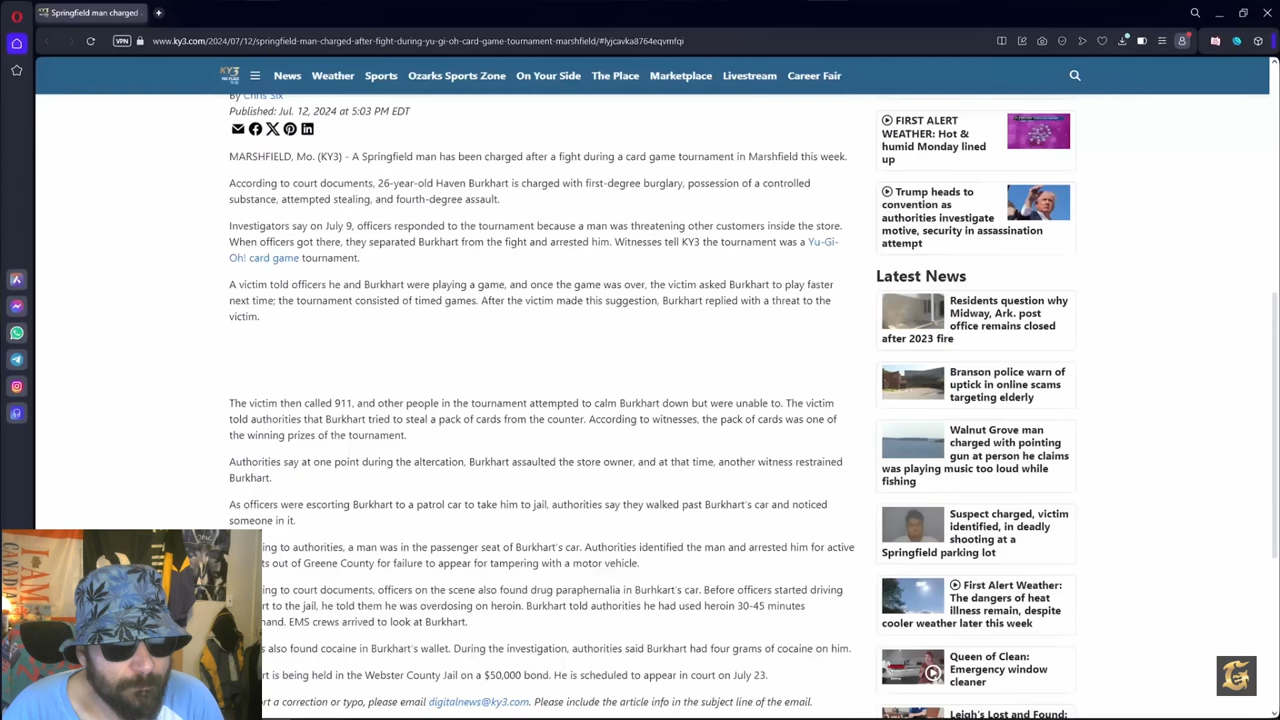 Springfield man charged
www.ky3.com/2024/07/12/springfield-man-charged-after-fight-during-yu-gi-oh-card-game-tournament-marshfield/#lyjcavka8764eqvmfqi
VPN
KY3
News Weather Sports Ozarks Sports Zone On Your Side The Place Marketplace Livestream Career Fair
By Chris Six
Published: Jul. 12, 2024 at 5:03 PM EDT
MARSHFIELD, Mo. (KY3) - A Springfield man has been charged after a fight during a card game tournament in Marshfield this week.
According to court documents, 26-year-old Haven Burkhart is charged with first-degree burglary, possession of a controlled
substance, attempted stealing, and fourth-degree assault.
Investigators say on July 9, officers responded to the tournament because a man was threatening other customers inside the store.
When officers got there, they separated Burkhart from the fight and arrested him. Witnesses tell KY3 the tournament was a Yu-Gi-
Oh! card game tournament.
A victim told officers he and Burkhart were playing a game, and once the game was over, the victim asked Burkhart to play faster
next time; the tournament consisted of timed games. After the victim made this suggestion, Burkhart replied with a threat to the
victim.
The victim then called 911, and other people in the tournament attempted to calm Burkhart down but were unable to. The victim
told authorities that Burkhart tried to steal a pack of cards from the counter. According to witnesses, the pack of cards was one of
the winning prizes of the tournament.
Authorities say at one point during the altercation, Burkhart assaulted the store owner, and at that time, another witness restrained
Burkhart.
As officers were escorting Burkhart to a patrol car to take him to jail, authorities say they walked past Burkhart's car and noticed
someone in it.
ing to authorities, a man was in the passenger seat of Burkhart's car. Authorities identified the man and arrested him for active
ts out of Greene County for failure to appear for tampering with a motor vehicle.
ing to court documents, officers on the scene also found drug paraphernalia in Burhkart's car. Before officers started driving
rt to the jail, he told them he was overdosing on heroin. Burkhart told authorities he had used heroin 30-45 minutes
hand. EMS crews arrived to look at Burkhart.
s also found cocaine in Burkhart's wallet. During the investigation, authorities said Burkhart had four grams of cocaine on him.
rt is being held in the Webster County Jail on a $50,000 bond. He is scheduled to appear in court on July 23.
rt a correction or typo, please email digitalnews@ky3.com. Please include the article info in the subject line of the email.
FIRST ALERT
WEATHER: Hot &
humid Monday lined
up
Trump heads to
convention as
authorities investigate
motive, security in assassination
attempt
Latest News
Residents question why
Midway, Ark. post
office remains closed
after 2023 fire
Branson police warn of
uptick in online scams
targeting elderly
Walnut Grove man
charged with pointing
gun at person he claims
was playing music too loud while
fishing
Suspect charged, victim
identified, in deadly
shooting at a
Springfield parking lot
First Alert Weather:
The dangers of heat
illness remain, despite
cooler weather later this week
Queen of Clean:
Emergency window
cleaner
Leigh's Lost and Found: